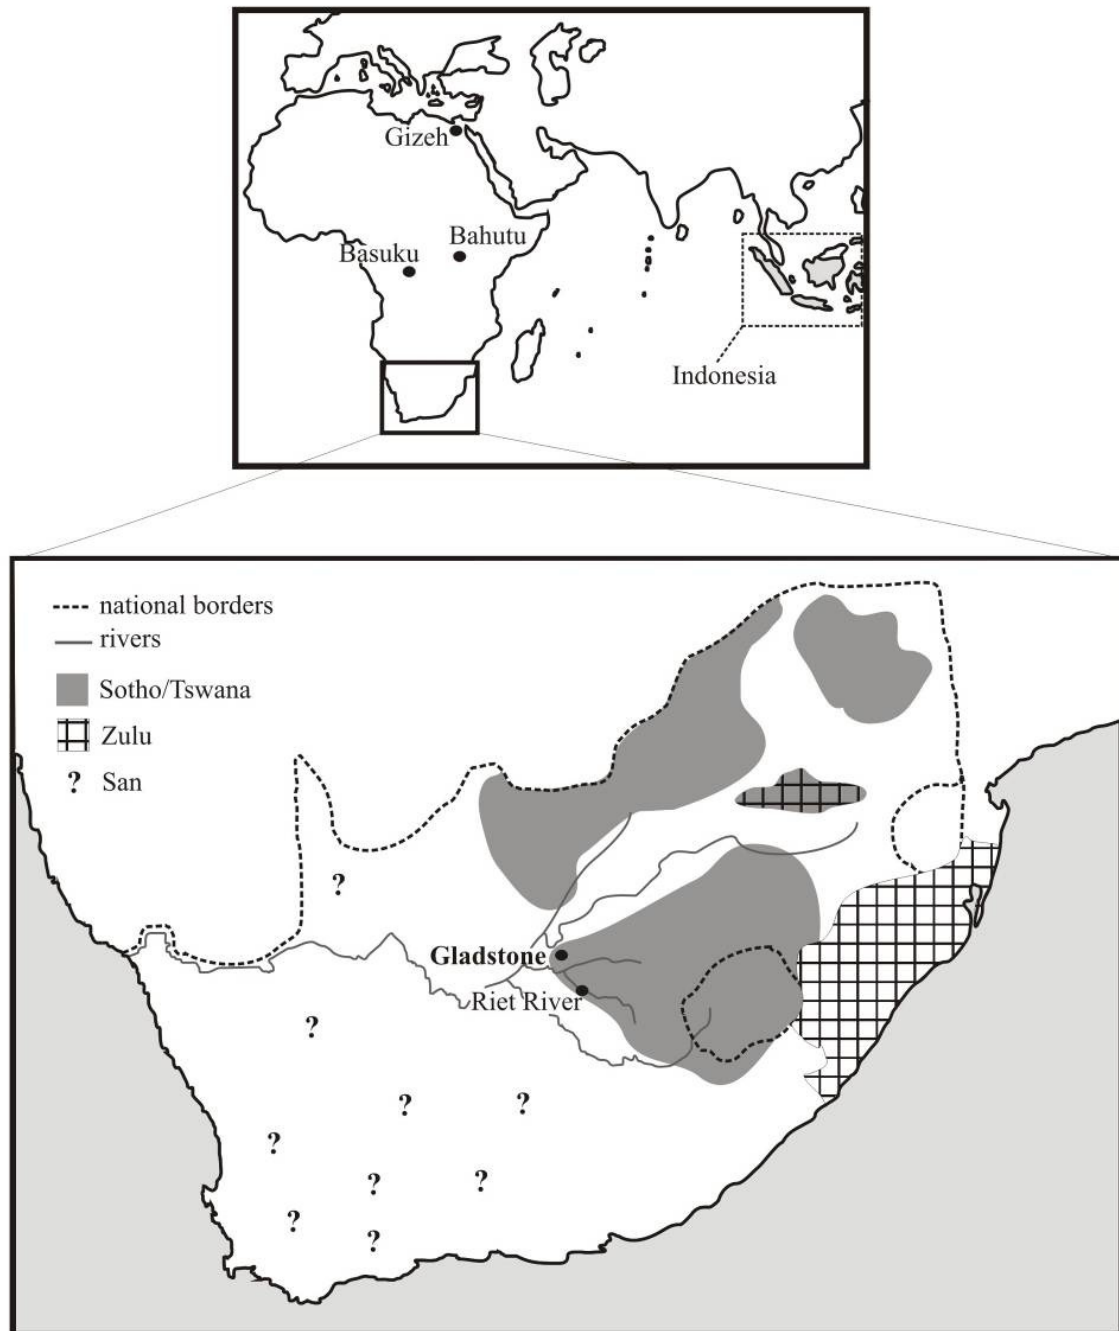 Gizeh
Bahutu
Basuku
Indonesia
national borders
rivers
Sotho/Tswana
Zulu
? San
?
Gladstone
Riet River
?
?
?
?
?
?
?
?